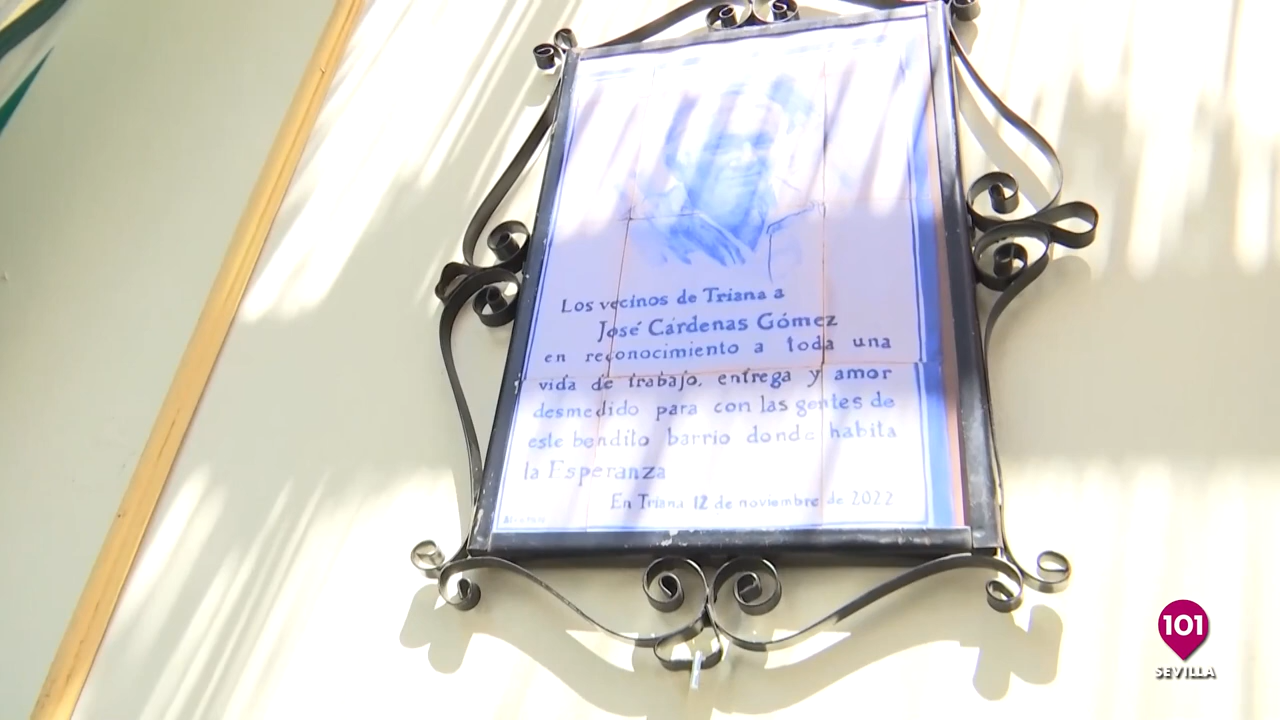 Los vecinos de Triana a
José Cárdenas Gómez
en reconocimiento a toda una
vida de trabajo, entrega y amor
desmedido para con las gentes de
este bendito barrio donde habita
la Esperanza
En Triana 12 de noviembre de 2022
101
SEVILLA